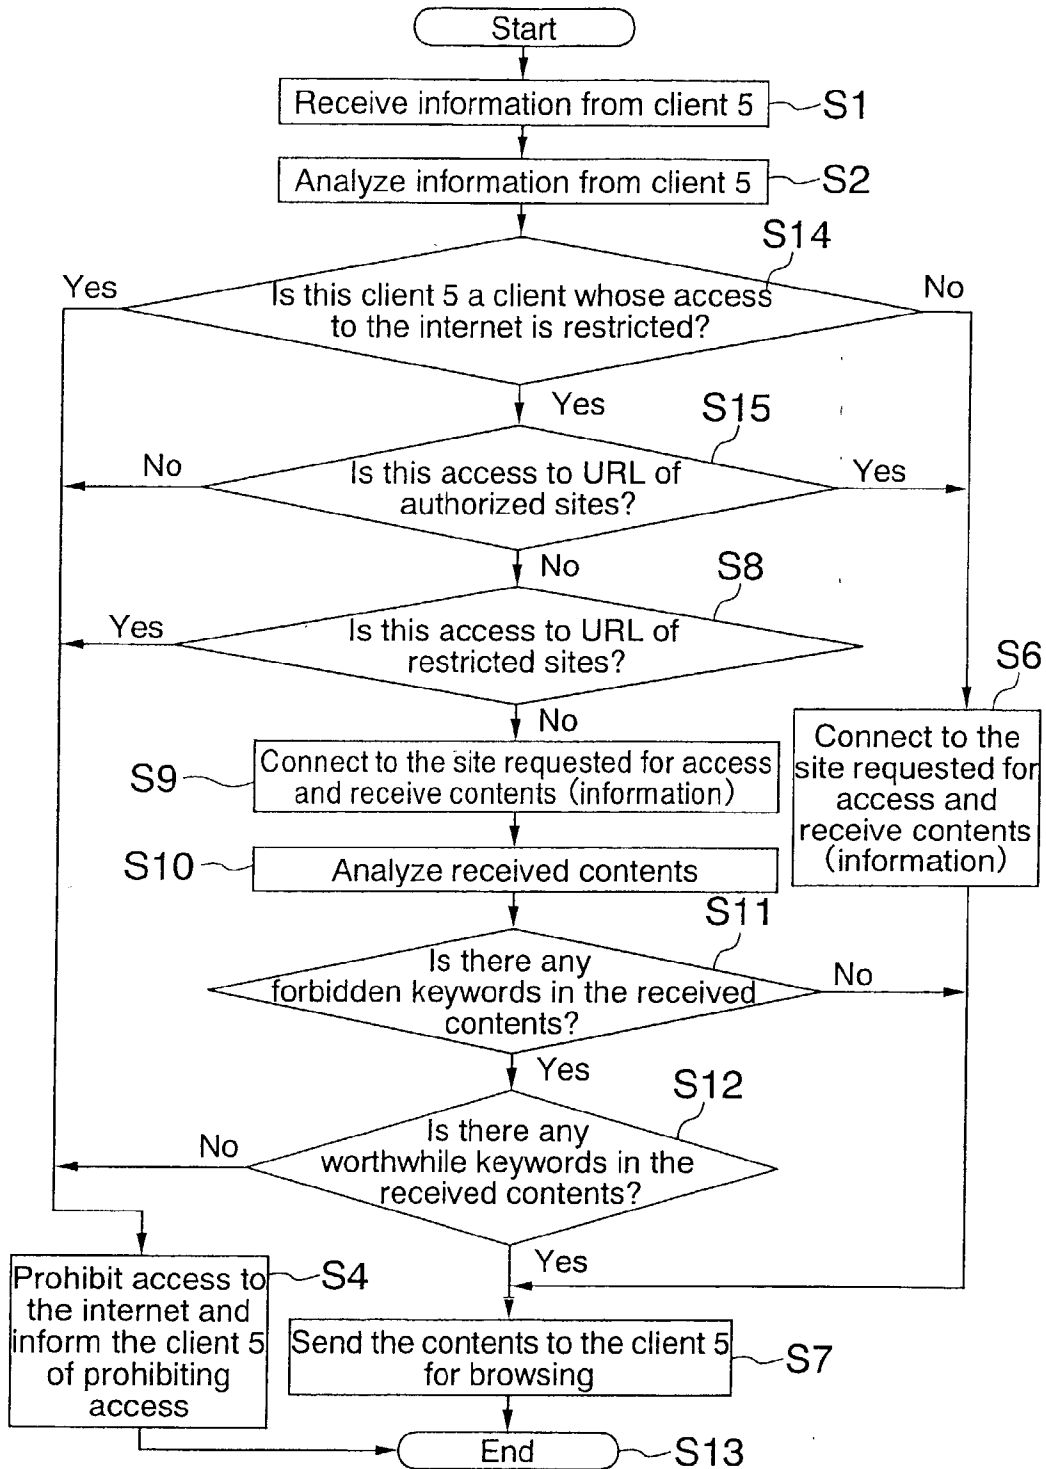 Start
Receive information from client 5
S1
Analyze information from client 5
S2
S14
Yes
Is this client 5 a client whose access
to the internet is restricted?
No
Yes
S15
No
Is this access to URL of
authorized sites?
Yes
No
S8
Yes
Is this access to URL of
restricted sites?
No
S6
Connect to the
site requested for
access and
receive contents
(information)
S9
Connect to the site requested for access
and receive contents (information)
S10
Analyze received contents
S11
Is there any
forbidden keywords in the received
contents?
No
Yes
S12
No
Is there any
worthwhile keywords in the
received contents?
Yes
Prohibit access to
the internet and
inform the client 5
of prohibiting
access
S4
Send the contents to the client 5
for browsing
S7
End
S13